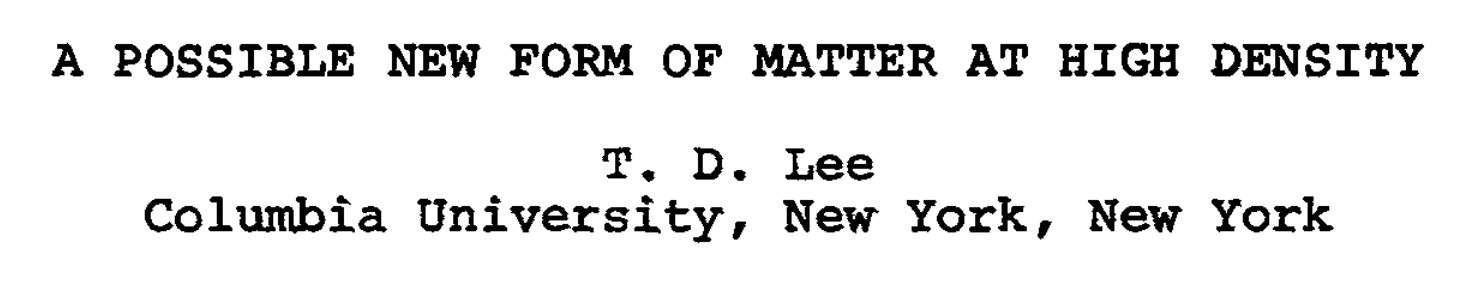 A POSSIBLE NEW FORM OF MATTER AT HIGH DENSITY
T. D. Lee
Columbia University, New York, New York